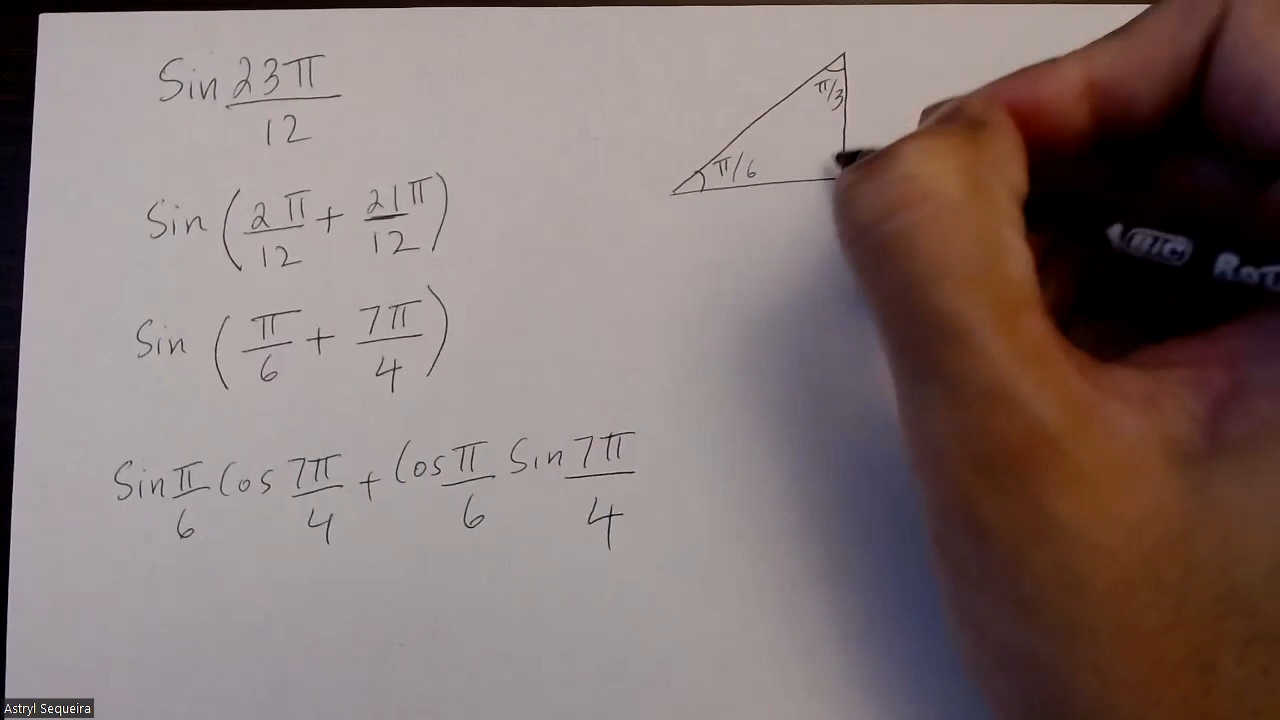 Sin 23π/12
Sin (2π/12 + 21π/12)
Sin (π/6 + 7π/4)
Sin π/6 Cos 7π/4 + Cos π/6 Sin 7π/4
π/3
π/6
BIC
Astryl Sequeira